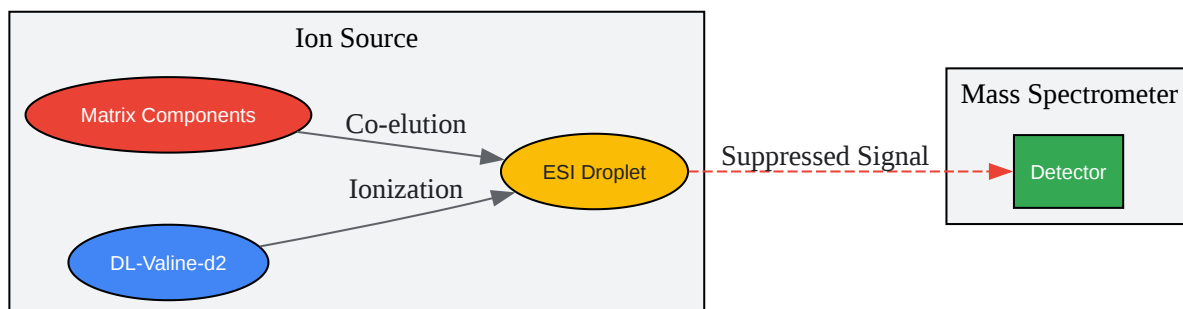 Ion Source
Matrix Components
Co-elution
Ionization
DL-Valine-d2
ESI Droplet
Suppressed Signal
Mass Spectrometer
Detector